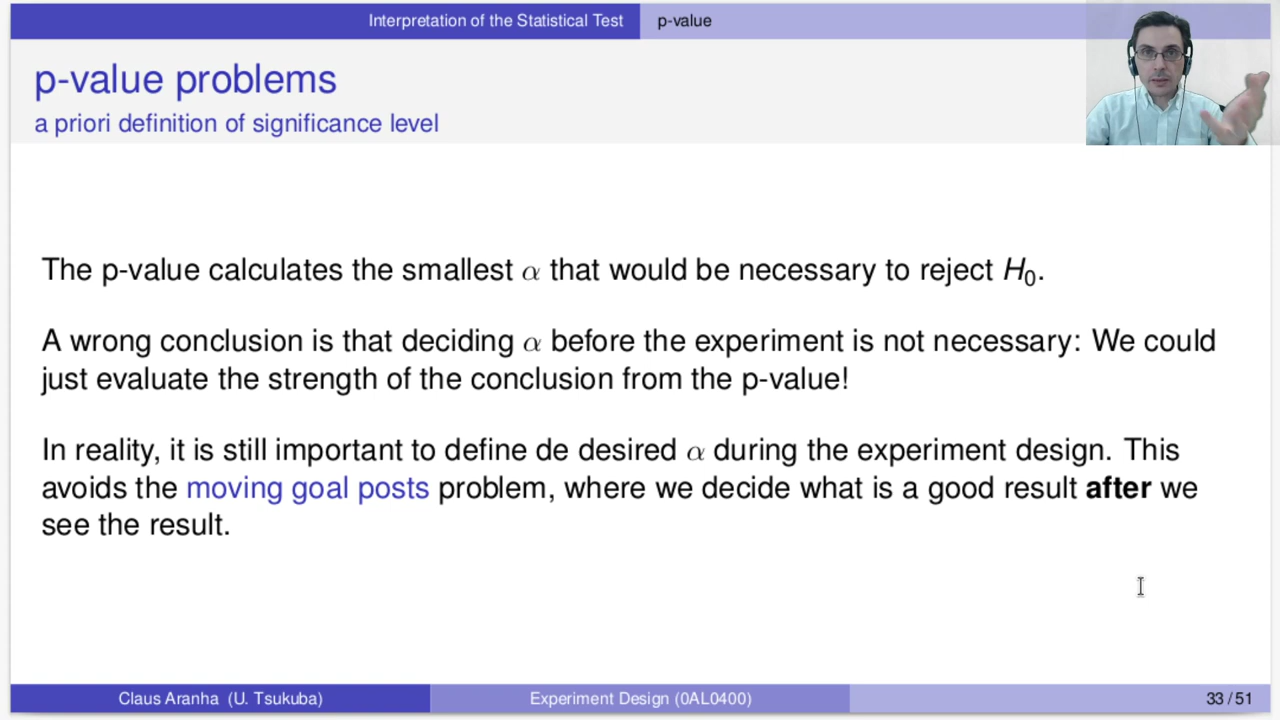 Interpretation of the Statistical Test p-value
p-value problems
a priori definition of significance level
The p-value calculates the smallest α that would be necessary to reject H₀.
A wrong conclusion is that deciding α before the experiment is not necessary: We could
just evaluate the strength of the conclusion from the p-value!
In reality, it is still important to define de desired α during the experiment design. This
avoids the moving goal posts problem, where we decide what is a good result after we
see the result.
Claus Aranha (U. Tsukuba) Experiment Design (0AL0400) 33 / 51